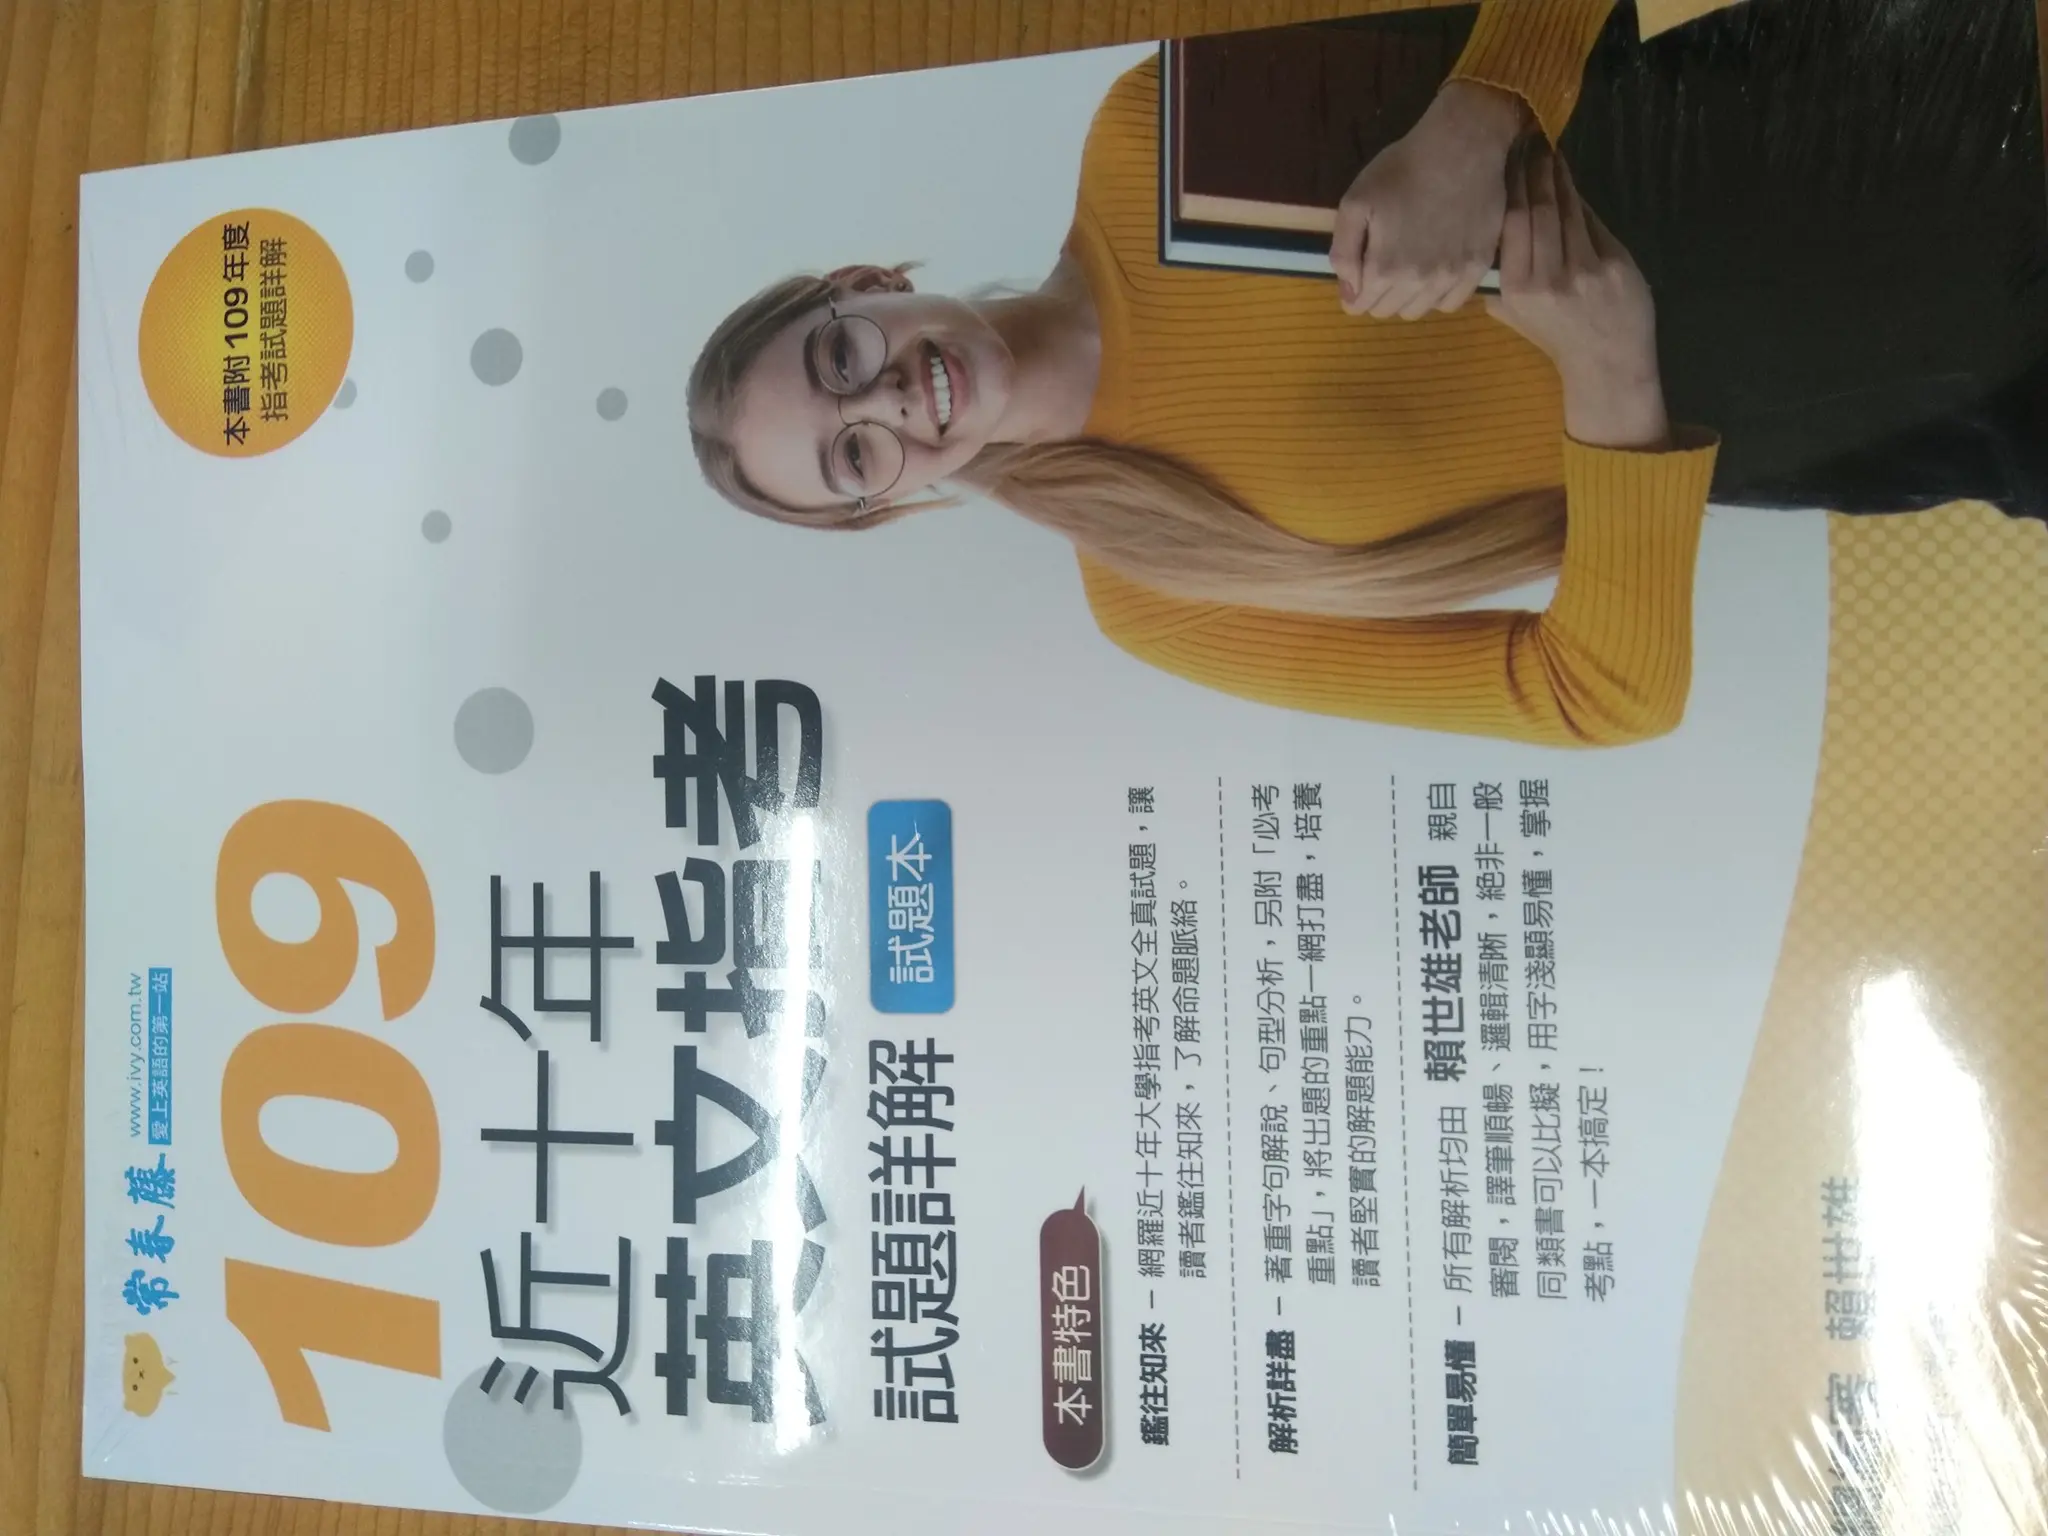 常春藤
www.ivy.com.tw
愛上英語的第一站
本書附109年度
指考試題詳解
109
近十年
英文指考
試題詳解
試題本
本書特色
鑑往知來 – 網羅近十年大學指考英文全真試題，讓
讀者鑑往知來，了解命題脈絡。
解析詳盡 – 著重字句解說、句型分析，另附「必考
重點」，將出題的重點一網打盡，培養
讀者堅實的解題能力。
簡單易懂 – 所有解析均由 賴世雄老師 親自
審閱，譯筆順暢、邏輯清晰，絕非一般
同類書可以比擬，用字淺顯易懂，掌握
考點，一本搞定！
賴世雄